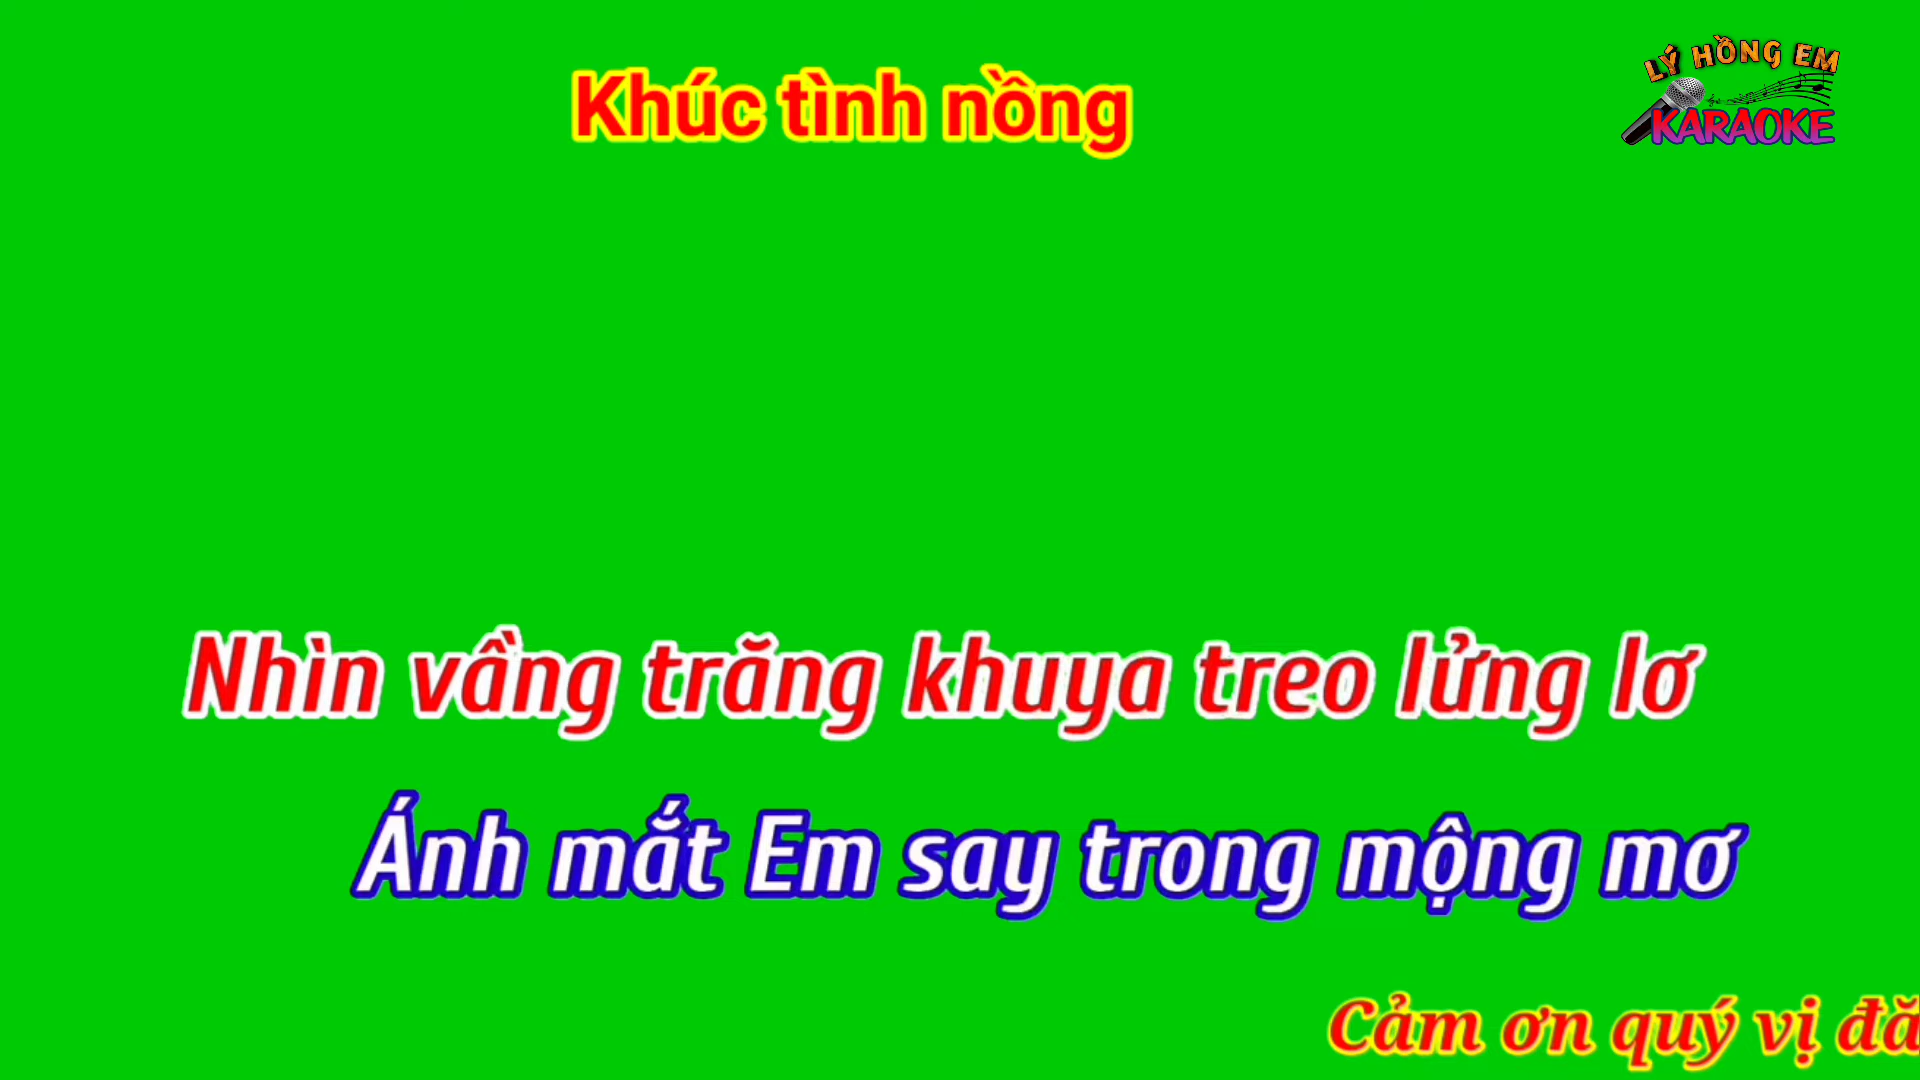 Khúc tình nồng
LÝ HỒNG EM
KARAOKE
Nhìn vầng trăng khuya treo lửng lơ
Ánh mắt Em say trong mộng mơ
Cảm ơn quý vị đă